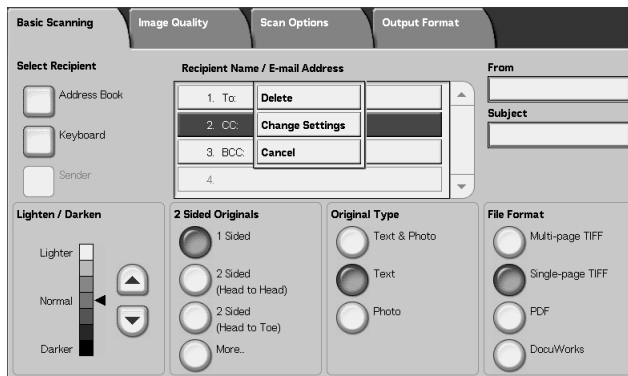 Basic Scanning
Image Quality
Scan Options
Output Format
Select Recipient
Address Book
Keyboard
Sender
Recipient Name / E-mail Address
1. To:
2. CC:
3. BCC:
4.
Delete
Change Settings
Cancel
From
Subject
Lighten / Darken
Lighter
Normal
Darker
2 Sided Originals
1 Sided
2 Sided
(Head to Head)
2 Sided
(Head to Toe)
More...
Original Type
Text & Photo
Text
Photo
File Format
Multi-page TIFF
Single-page TIFF
PDF
DocuWorks